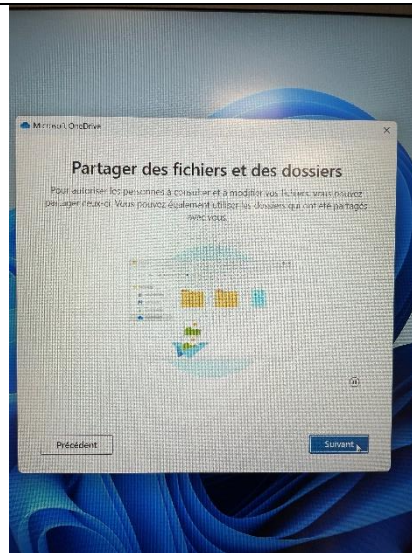 Microsoft OneDrive
Partager des fichiers et des dossiers
Pour autoriser les personnes à consulter et à modifier vos fichiers, vous pouvez
partager ceux-ci. Vous pouvez également utiliser les dossiers qui ont été partagés
avec vous.
Précédent
Suivant